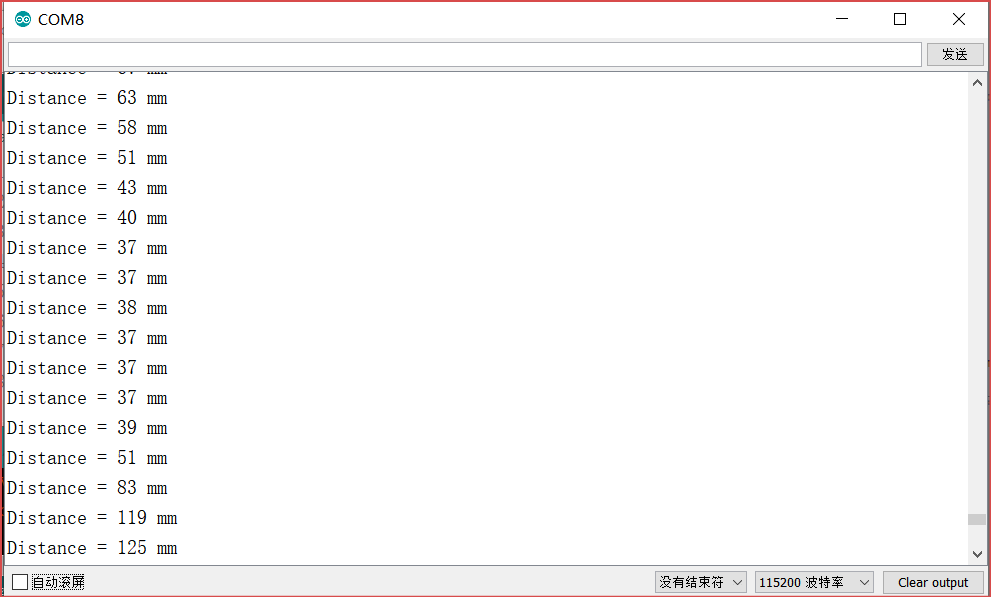 COM8
发送
Distance = 63 mm
Distance = 58 mm
Distance = 51 mm
Distance = 43 mm
Distance = 40 mm
Distance = 37 mm
Distance = 37 mm
Distance = 38 mm
Distance = 37 mm
Distance = 37 mm
Distance = 37 mm
Distance = 39 mm
Distance = 51 mm
Distance = 83 mm
Distance = 119 mm
Distance = 125 mm
自动滚屏 没有结束符 115200 波特率 Clear output